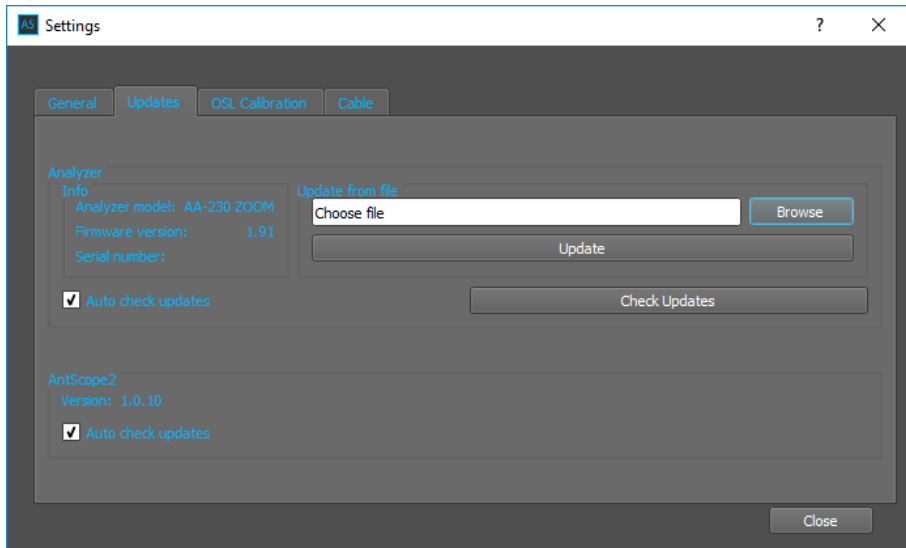 AS Settings ?
General Updates OSL Calibration Cable
Analyzer
Info
Analyzer model: AA-230 ZOOM
Firmware version: 1.91
Serial number:
Update from file
Choose file Browse
Update
Auto check updates
Check Updates
AntScope2
Version: 1.0.10
Auto check updates
Close